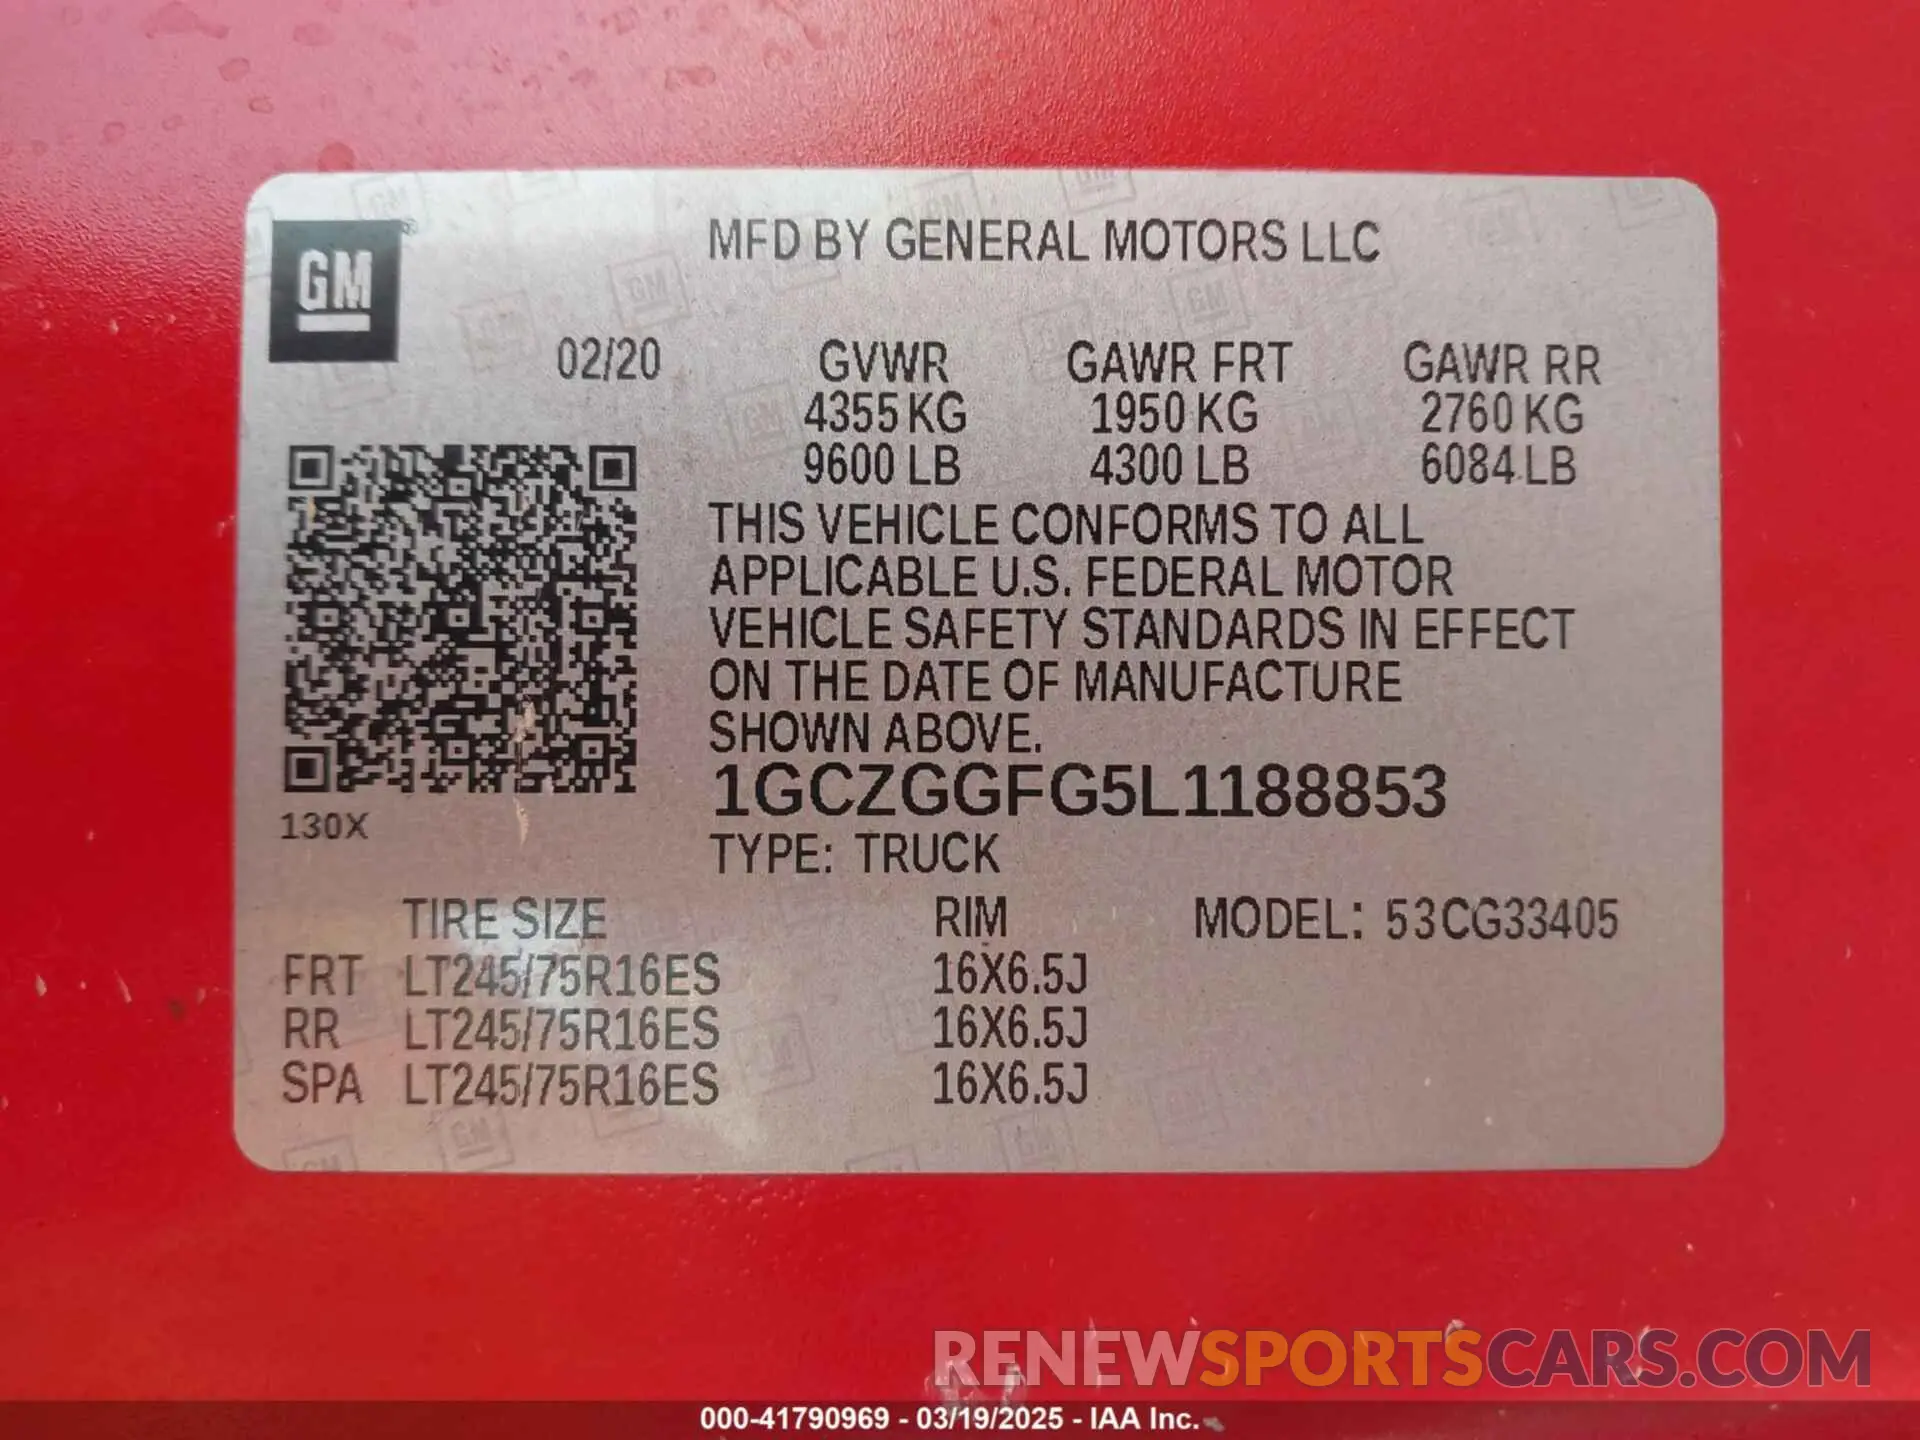 GM
MFD BY GENERAL MOTORS LLC
02/20 GVWR GAWR FRT GAWR RR
4355 KG 1950 KG 2760 KG
9600 LB 4300 LB 6084 LB
THIS VEHICLE CONFORMS TO ALL
APPLICABLE U.S. FEDERAL MOTOR
VEHICLE SAFETY STANDARDS IN EFFECT
ON THE DATE OF MANUFACTURE
SHOWN ABOVE.
1GCZGGFG5L1188853
130X
TYPE: TRUCK
TIRE SIZE RIM MODEL: 53CG33405
FRT LT245/75R16ES 16X6.5J
RR LT245/75R16ES 16X6.5J
SPA LT245/75R16ES 16X6.5J
RENEWSPORTSCARS.COM
000-41790969 - 03/19/2025 - IAA Inc.